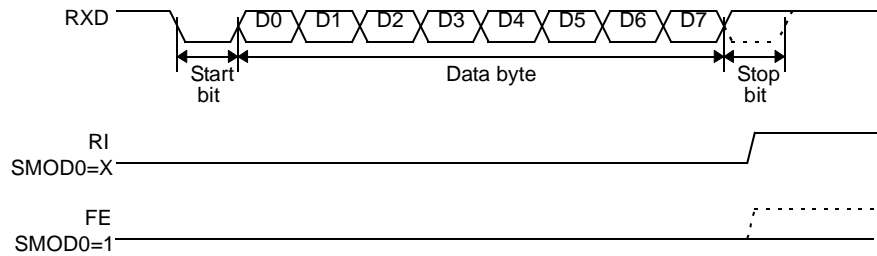 RXD
D0 D1 D2 D3 D4 D5 D6 D7
Start
bit
Data byte
Stop
bit
RI
SMOD0=X
FE
SMOD0=1